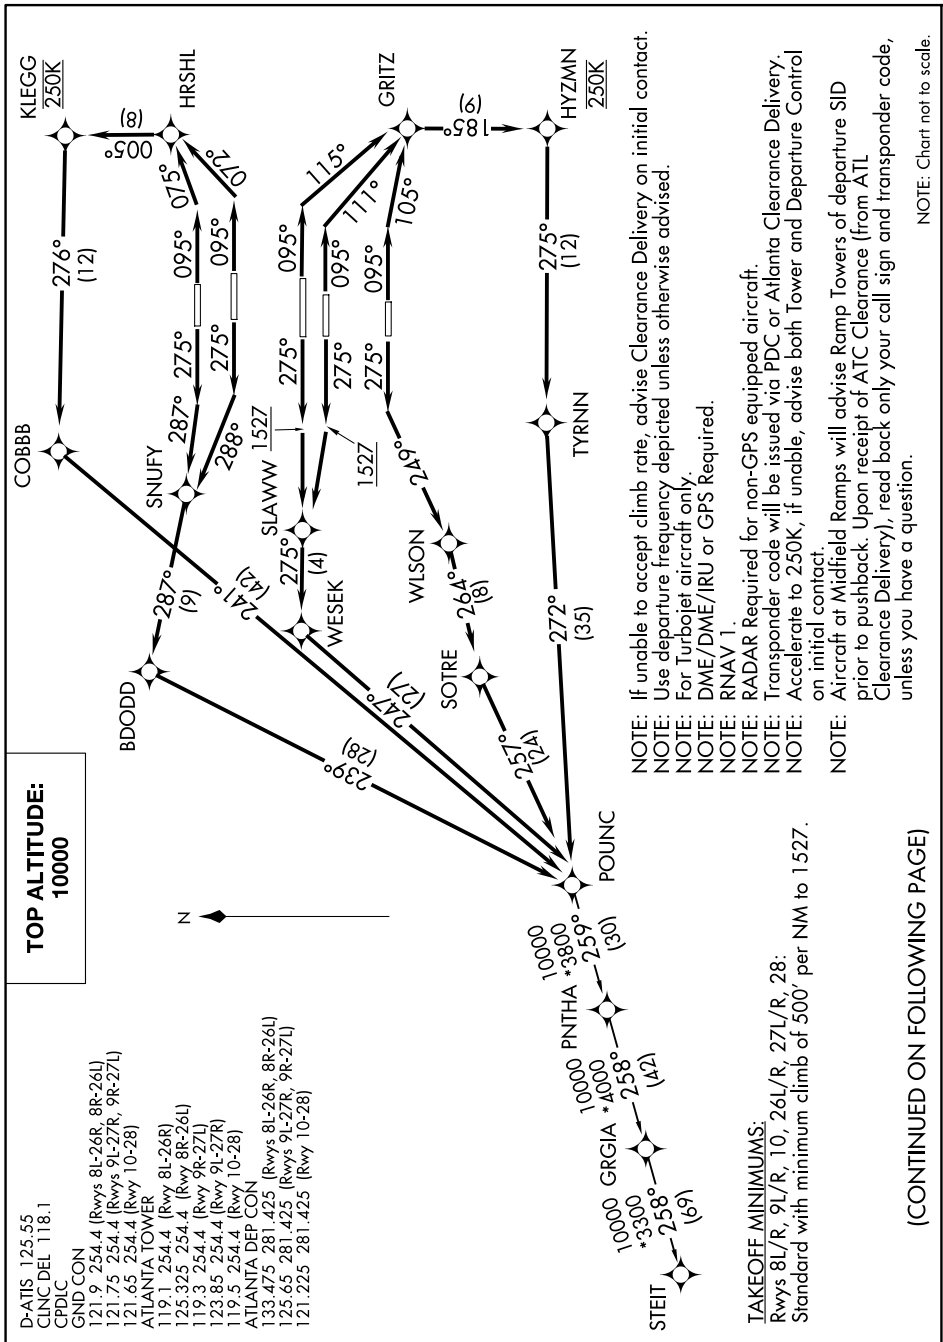 TOP ALTITUDE:
10000
D-ATIS 125.55
CLNC DEL 118.1
CPDLC
GND CON
121.9 254.4 (Rwys 8L-26R, 8R-26L)
121.75 254.4 (Rwys 9L-27R, 9R-27L)
121.65 254.4 (Rwy 10-28)
ATLANTA TOWER
119.1 254.4 (Rwy 8L-26R)
125.325 254.4 (Rwy 8R-26L)
119.3 254.4 (Rwy 9R-27L)
123.85 254.4 (Rwy 9L-27R)
119.5 254.4 (Rwy 10-28)
ATLANTA DEP CON
133.475 281.425 (Rwys 8L-26R, 8R-26L)
125.65 281.425 (Rwys 9L-27R, 9R-27L)
121.225 281.425 (Rwy 10-28)
N
KLEGG
250K
HRSHL
005°
(8)
276°
(12)
COBBB
075°
072°
095°
095°
275°
275°
287°
288°
SNUFY
287°
(9)
BDODD
241°
(42)
239°
(28)
GRITZ
115°
111°
105°
095°
095°
095°
275°
275°
275°
1527
1527
SLAWW
275°
(4)
WESEK
247°
(27)
249°
WLSON
264°
(8)
SOTRE
257°
(24)
185°
(9)
HYZMN
250K
275°
(12)
TYRNN
272°
(35)
POUNC
10000
*3800
259°
(30)
PNTHA
10000
*4000
258°
(42)
GRGIA
10000
*3300
258°
(69)
STEIT
NOTE: If unable to accept climb rate, advise Clearance Delivery on initial contact.
NOTE: Use departure frequency depicted unless otherwise advised.
NOTE: For Turbojet aircraft only.
NOTE: DME/DME/IRU or GPS Required.
NOTE: RNAV 1.
NOTE: RADAR Required for non-GPS equipped aircraft.
NOTE: Transponder code will be issued via PDC or Atlanta Clearance Delivery.
NOTE: Accelerate to 250K, if unable, advise both Tower and Departure Control
on initial contact.
NOTE: Aircraft at Midfield Ramps will advise Ramp Towers of departure SID
prior to pushback. Upon receipt of ATC Clearance (from ATL
Clearance Delivery), read back only your call sign and transponder code,
unless you have a question.
NOTE: Chart not to scale.
TAKEOFF MINIMUMS:
Rwys 8L/R, 9L/R, 10, 26L/R, 27L/R, 28:
Standard with minimum climb of 500' per NM to 1527.
(CONTINUED ON FOLLOWING PAGE)